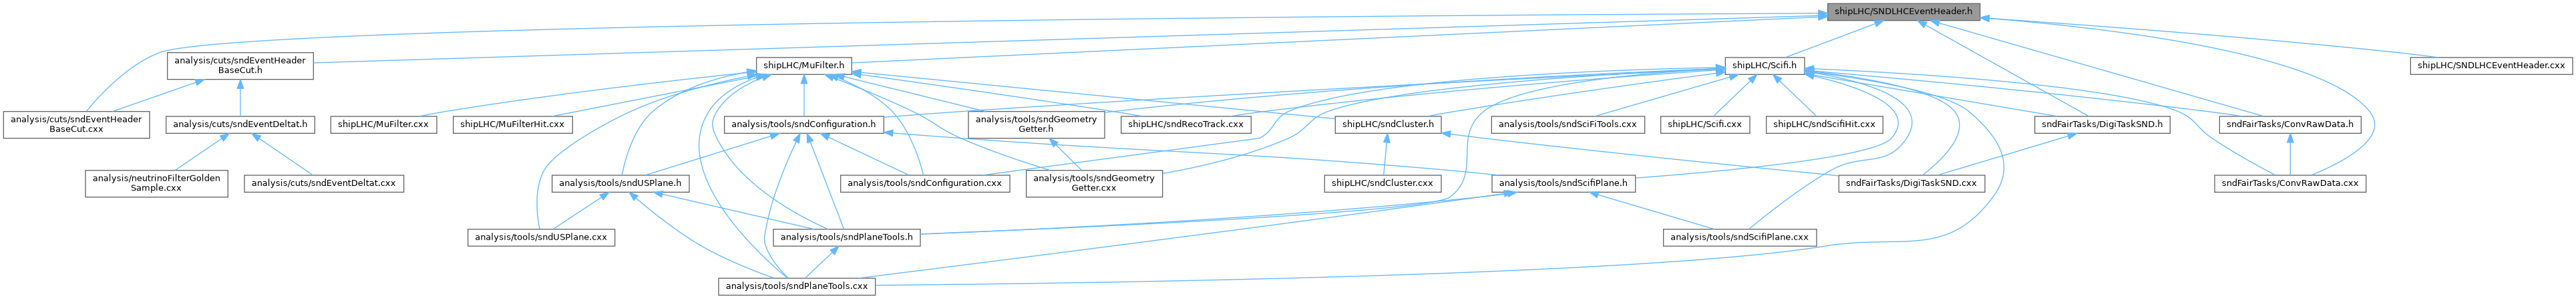 shipLHC/SNDLHCEventHeader.h
analysis/cuts/sndEventHeader
BaseCut.h
shipLHC/MuFilter.h
shipLHC/Scifi.h
shipLHC/SNDLHCEventHeader.cxx
analysis/cuts/sndEventHeader
BaseCut.cxx
analysis/cuts/sndEventDeltat.h
shipLHC/MuFilter.cxx
shipLHC/MuFilterHit.cxx
analysis/tools/sndConfiguration.h
analysis/tools/sndGeometry
Getter.h
shipLHC/sndRecoTrack.cxx
shipLHC/sndCluster.h
analysis/tools/sndSciFiTools.cxx
shipLHC/Scifi.cxx
shipLHC/sndScifiHit.cxx
sndFairTasks/DigiTaskSND.h
sndFairTasks/ConvRawData.h
analysis/neutrinoFilterGolden
Sample.cxx
analysis/cuts/sndEventDeltat.cxx
analysis/tools/sndUSPlane.h
analysis/tools/sndConfiguration.cxx
analysis/tools/sndGeometry
Getter.cxx
shipLHC/sndCluster.cxx
analysis/tools/sndScifiPlane.h
sndFairTasks/DigiTaskSND.cxx
sndFairTasks/ConvRawData.cxx
analysis/tools/sndUSPlane.cxx
analysis/tools/sndPlaneTools.h
analysis/tools/sndScifiPlane.cxx
analysis/tools/sndPlaneTools.cxx